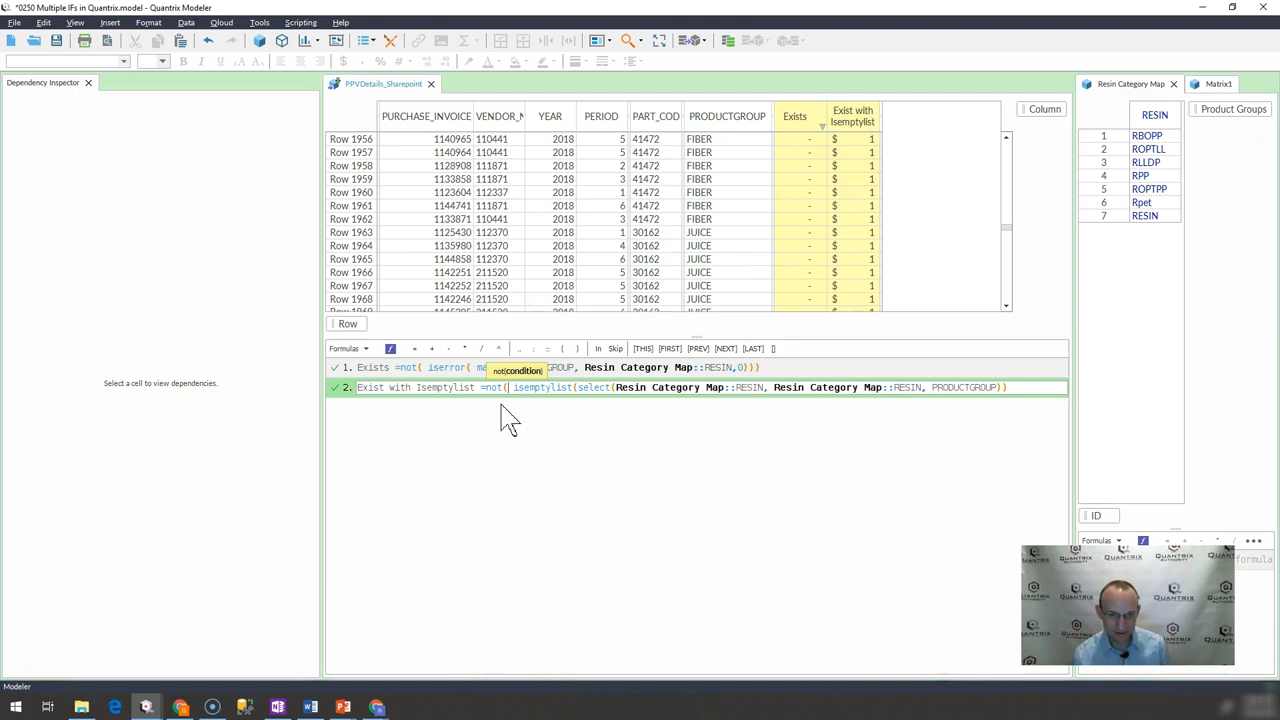 *0250 Multiple IFs in Quantrix.model - Quantrix Modeler
File Edit View Insert Format Data Qloud Tools Scripting Help
Dependency Inspector
Select a cell to view dependencies.
PPVDetails_Sharepoint
PURCHASE_INVOICE VENDOR_N YEAR PERIOD PART_COD PRODUCTGROUP Exists Exist with Isemptylist
Row 1956 1140965 110441 2018 5 41472 FIBER - $ 1
Row 1957 1140964 110441 2018 5 41472 FIBER - $ 1
Row 1958 1128908 111871 2018 2 41472 FIBER - $ 1
Row 1959 1133858 111871 2018 3 41472 FIBER - $ 1
Row 1960 1123604 112337 2018 1 41472 FIBER - $ 1
Row 1961 1144741 111871 2018 6 41472 FIBER - $ 1
Row 1962 1133871 110441 2018 3 41472 FIBER - $ 1
Row 1963 1125430 112370 2018 1 30162 JUICE - $ 1
Row 1964 1135980 112370 2018 4 30162 JUICE - $ 1
Row 1965 1144858 112370 2018 6 30162 JUICE - $ 1
Row 1966 1142251 211520 2018 5 30162 JUICE - $ 1
Row 1967 1142242 211520 2018 5 30162 JUICE - $ 1
Row 1968 1142246 211520 2018 5 30162 JUICE - $ 1
Column
Row
Formulas f = + - * / ^ .. : :: ( ) In Skip [THIS] [FIRST] [PREV] [NEXT] [LAST] []
1. Exists =not( iserror( ma GROUP, Resin Category Map::RESIN,0)))
not(condition)
2. Exist with Isemptylist =not( isemptylist(select(Resin Category Map::RESIN, Resin Category Map::RESIN, PRODUCTGROUP))
Resin Category Map Matrix1
RESIN Product Groups
1 RBOPP
2 ROPTLL
3 RLLDP
4 RPP
5 ROPTPP
6 Rpet
7 RESIN
ID
Formulas f = + - * / •••
formula
QUANTRIX AUTHORITY
Modeler